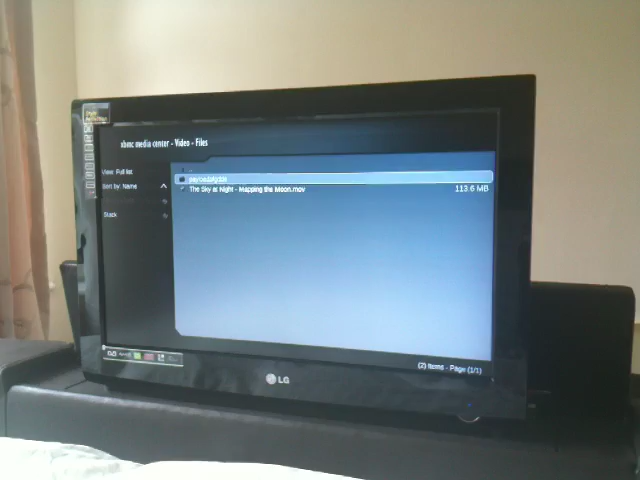 xbmc media center - Video - Files
View: Full list
Sort by: Name
Stack
The Sky at Night - Mapping the Moon.mov 113.6 MB
(2) Items - Page (1/1)
LG